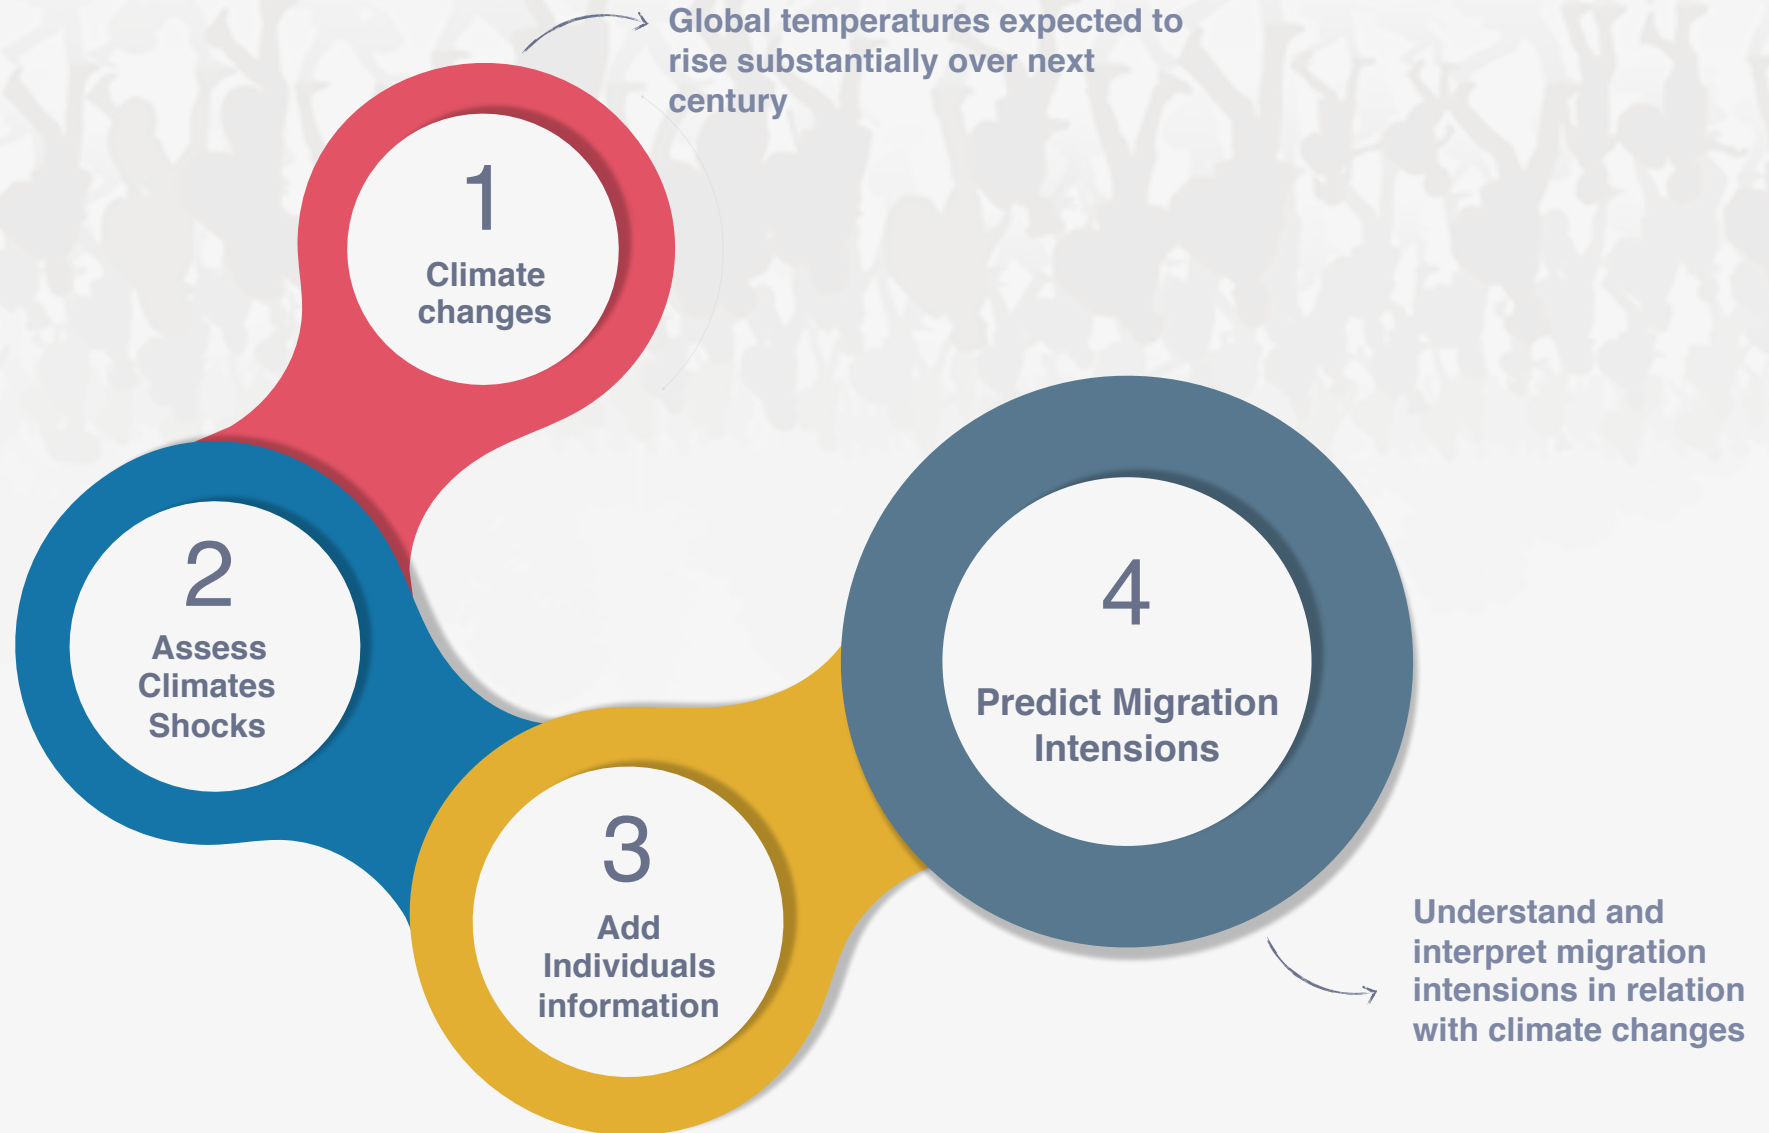 Global temperatures expected to
rise substantially over next
century
1
Climate
changes
2
Assess
Climates
Shocks
3
Add
Individuals
information
4
Predict Migration
Intensions
Understand and
interpret migration
intensions in relation
with climate changes